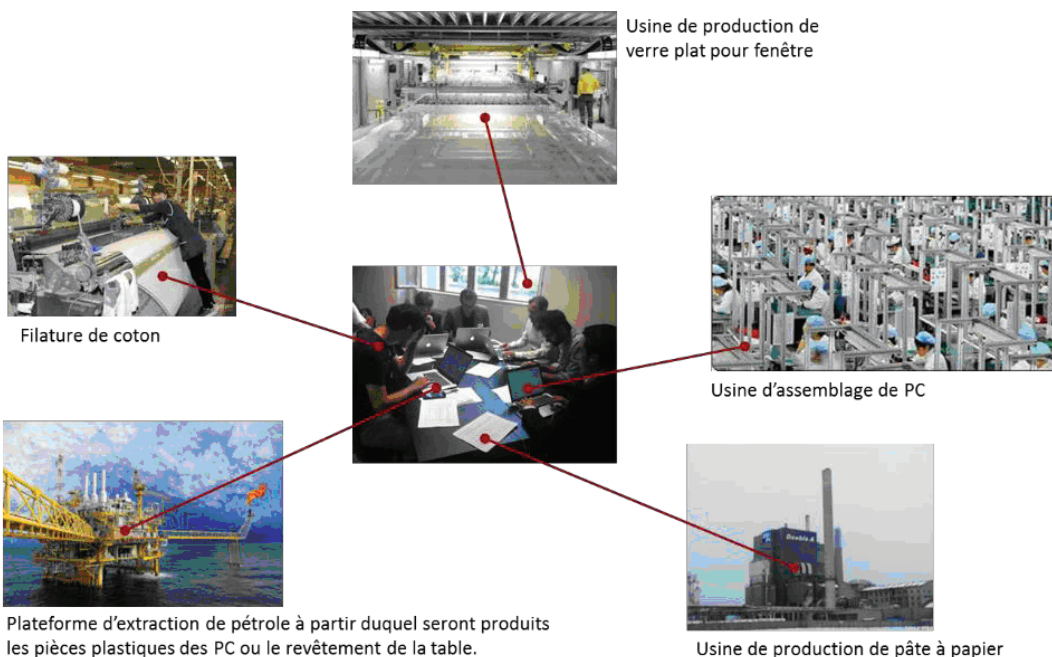 Usine de production de
verre plat pour fenêtre
Filature de coton
Usine d'assemblage de PC
Double A
Plateforme d'extraction de pétrole à partir duquel seront produits
les pièces plastiques des PC ou le revêtement de la table.
Usine de production de pâte à papier